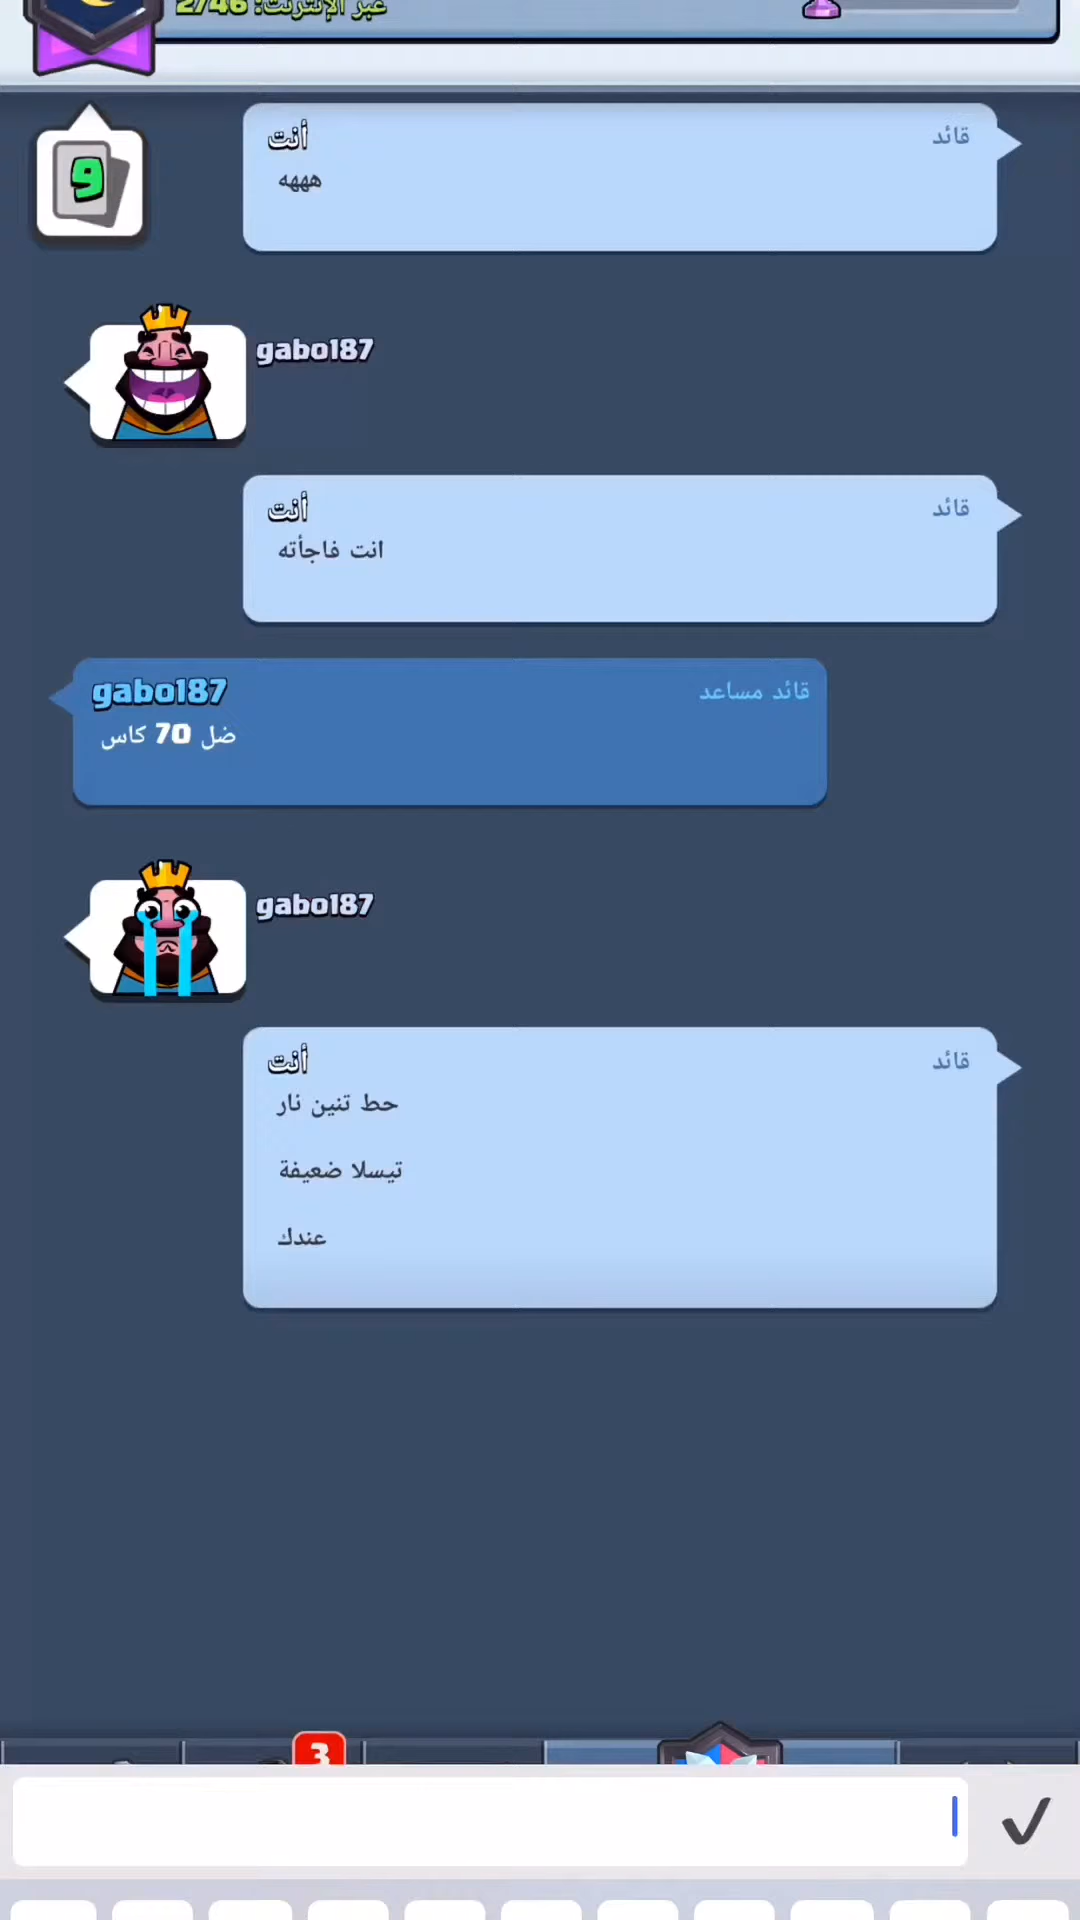 عبر الإنترنت: 2/46
أنت
قائد
هههه
9
gabo187
أنت
قائد
انت فاجأته
gabo187
قائد مساعد
ضل 70 كاس
gabo187
أنت
قائد
حط تنين نار
تيسلا ضعيفة
عندك
3